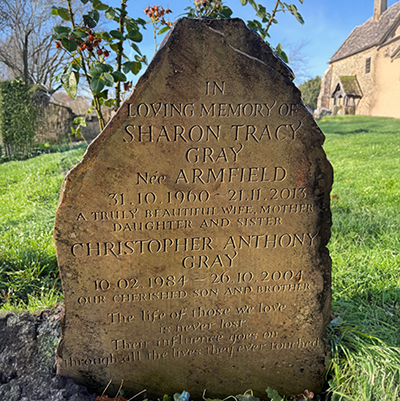 IN
LOVING MEMORY OF
SHARON TRACY
GRAY
Née ARMFIELD
31.10.1960 – 21.11.2013
A TRULY BEAUTIFUL WIFE, MOTHER
DAUGHTER AND SISTER
CHRISTOPHER ANTHONY
GRAY
10.02.1984 – 26.10.2004
OUR CHERISHED SON AND BROTHER
The life of those we love
is never lost.
Their influence goes on
through all the lives they ever touched